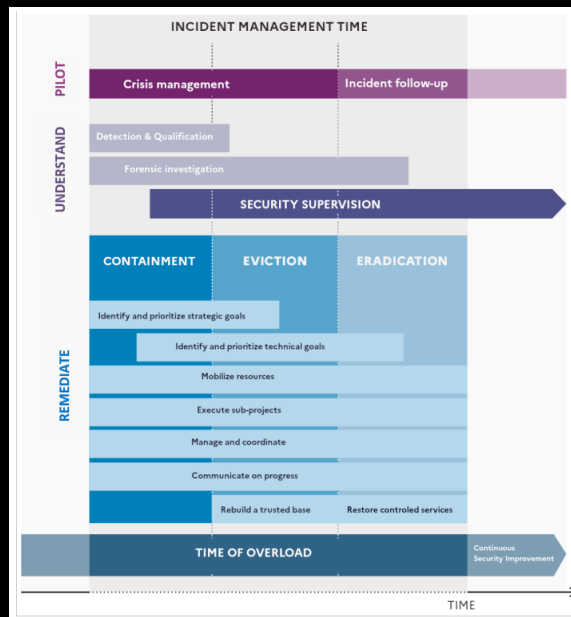 INCIDENT MANAGEMENT TIME
PILOT
Crisis management
Incident follow-up
UNDERSTAND
Detection & Qualification
Forensic investigation
SECURITY SUPERVISION
REMEDIATE
CONTAINMENT
EVICTION
ERADICATION
Identify and prioritize strategic goals
Identify and prioritize technical goals
Mobilize resources
Execute sub-projects
Manage and coordinate
Communicate on progress
Rebuild a trusted base
Restore controled services
TIME OF OVERLOAD
Continuous
Security Improvement
TIME